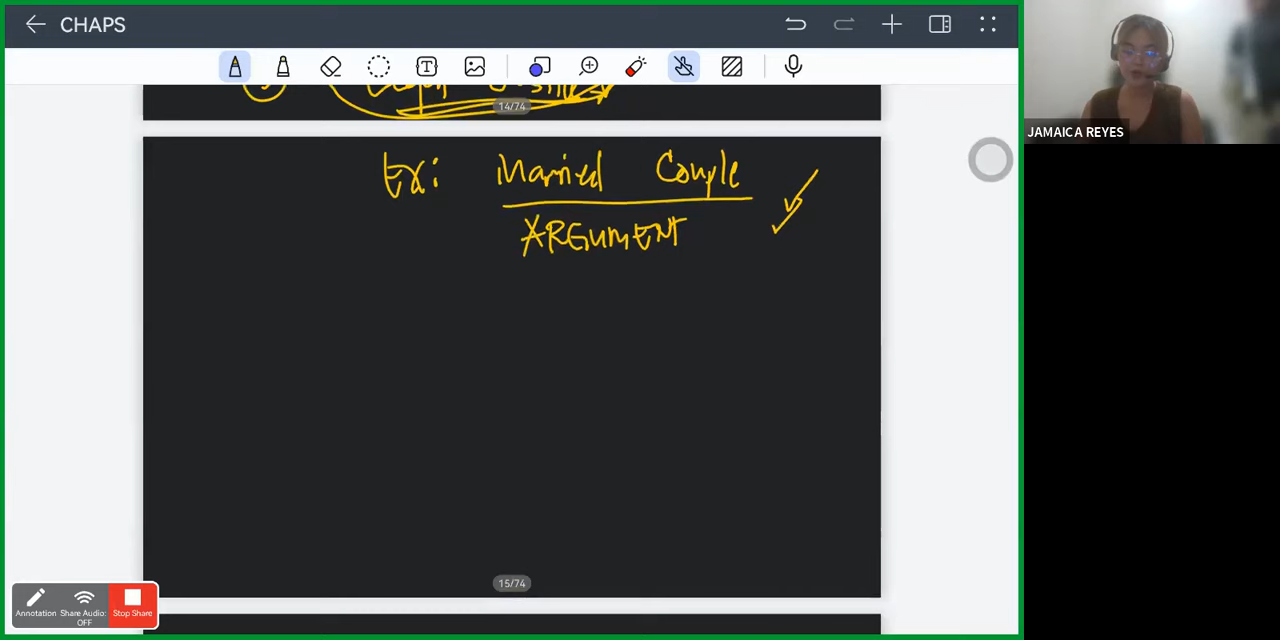 CHAPS
14/74
JAMAICA REYES
Ex: Married Couple
ARGUMENT
15/74
Annotation
Share Audio: OFF
Stop Share